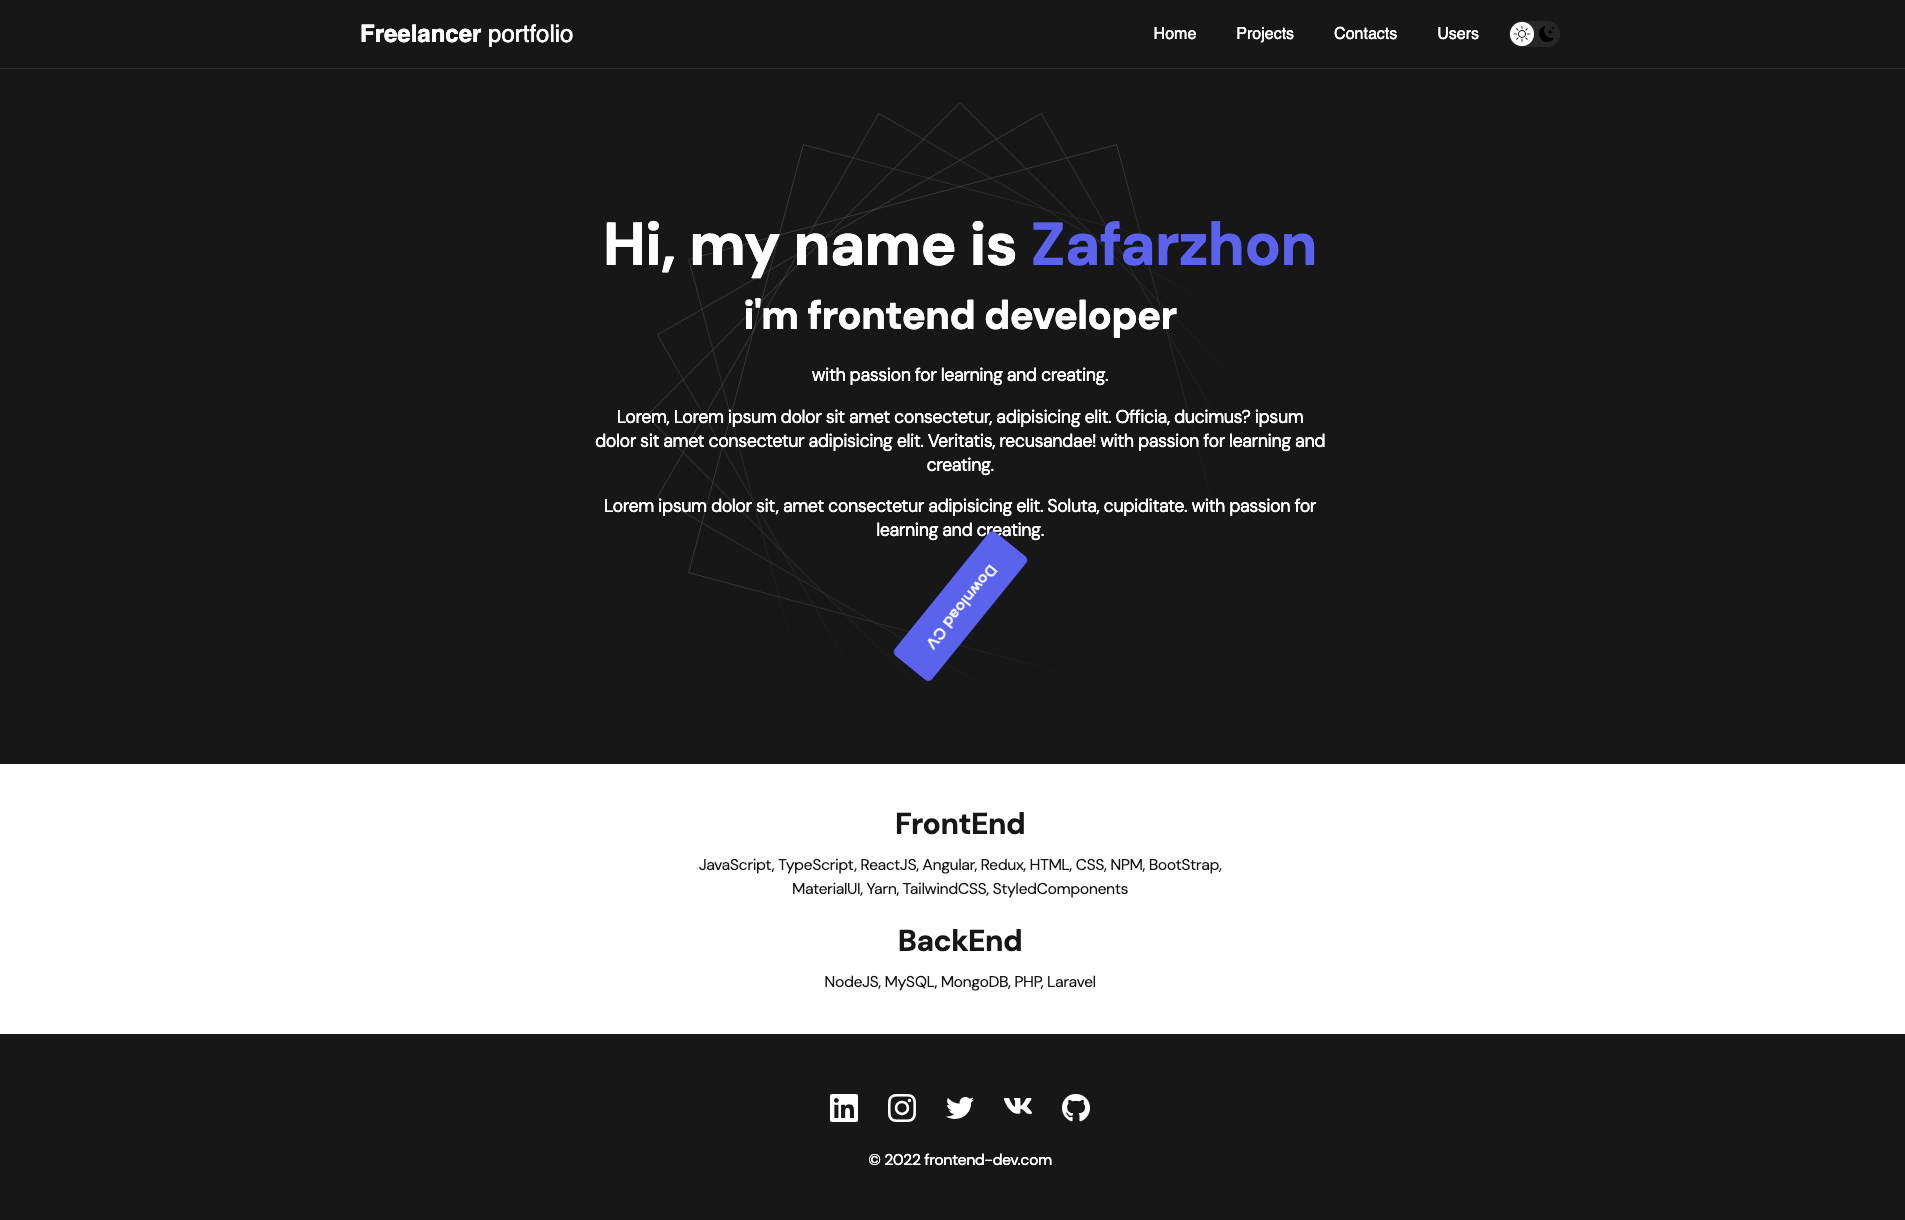 Freelancer portfolio
Home
Projects
Contacts
Users
Hi, my name is Zafarzhon
i'm frontend developer
with passion for learning and creating.
Lorem, Lorem ipsum dolor sit amet consectetur, adipisicing elit. Officia, ducimus? ipsum
dolor sit amet consectetur adipisicing elit. Veritatis, recusandae! with passion for learning and
creating.
Lorem ipsum dolor sit, amet consectetur adipisicing elit. Soluta, cupiditate. with passion for
learning and creating.
Download CV
FrontEnd
JavaScript, TypeScript, ReactJS, Angular, Redux, HTML, CSS, NPM, BootStrap,
MaterialUI, Yarn, TailwindCSS, StyledComponents
BackEnd
NodeJS, MySQL, MongoDB, PHP, Laravel
© 2022 frontend-dev.com